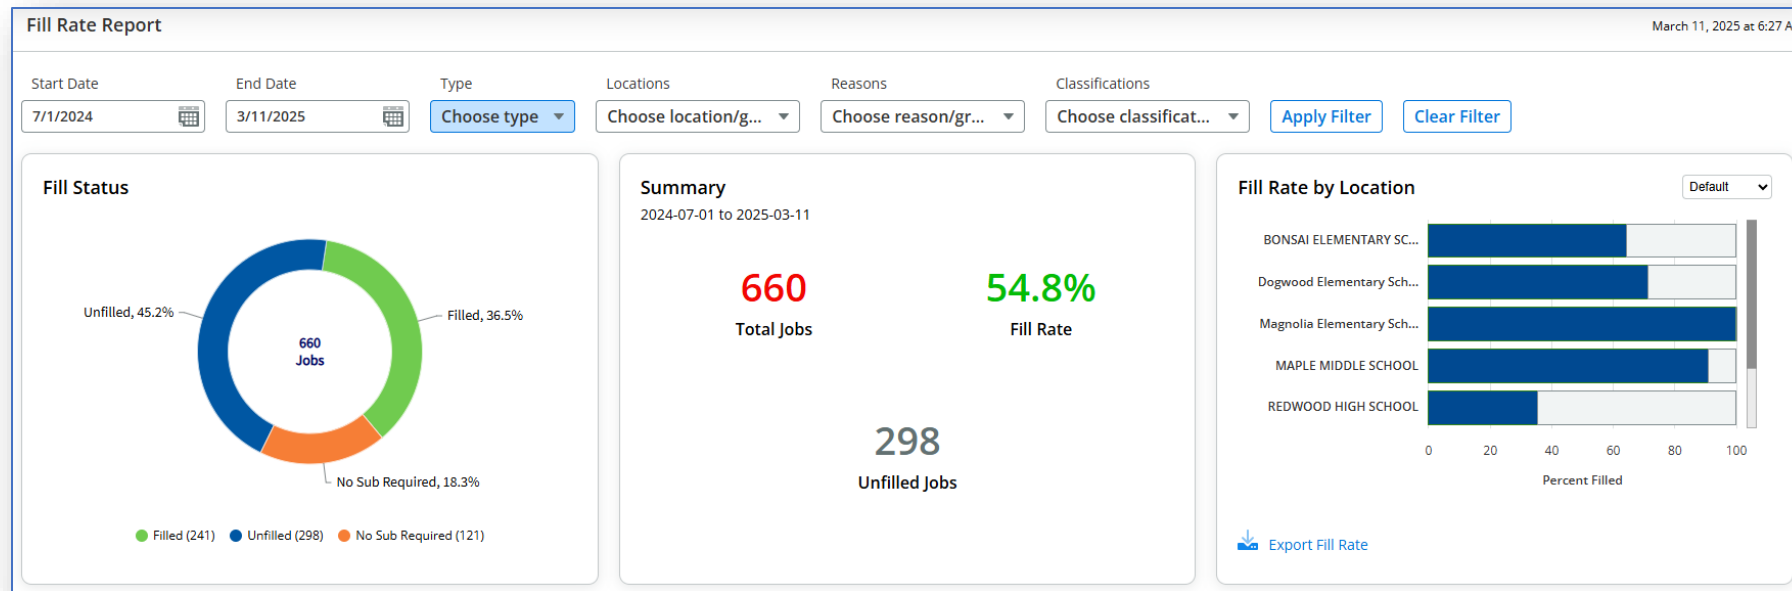 Fill Rate Report
March 11, 2025 at 6:27 A
Start Date
End Date
Type
Locations
Reasons
Classifications
7/1/2024
3/11/2025
Choose type
Choose location/g...
Choose reason/gr...
Choose classificat...
Apply Filter
Clear Filter
Fill Status
Unfilled, 45.2%
Filled, 36.5%
660
Jobs
No Sub Required, 18.3%
Filled (241)
Unfilled (298)
No Sub Required (121)
Summary
2024-07-01 to 2025-03-11
660
Total Jobs
54.8%
Fill Rate
298
Unfilled Jobs
Fill Rate by Location
Default
BONSAI ELEMENTARY SC...
Dogwood Elementary Sch...
Magnolia Elementary Sch...
MAPLE MIDDLE SCHOOL
REDWOOD HIGH SCHOOL
0 20 40 60 80 100
Percent Filled
Export Fill Rate